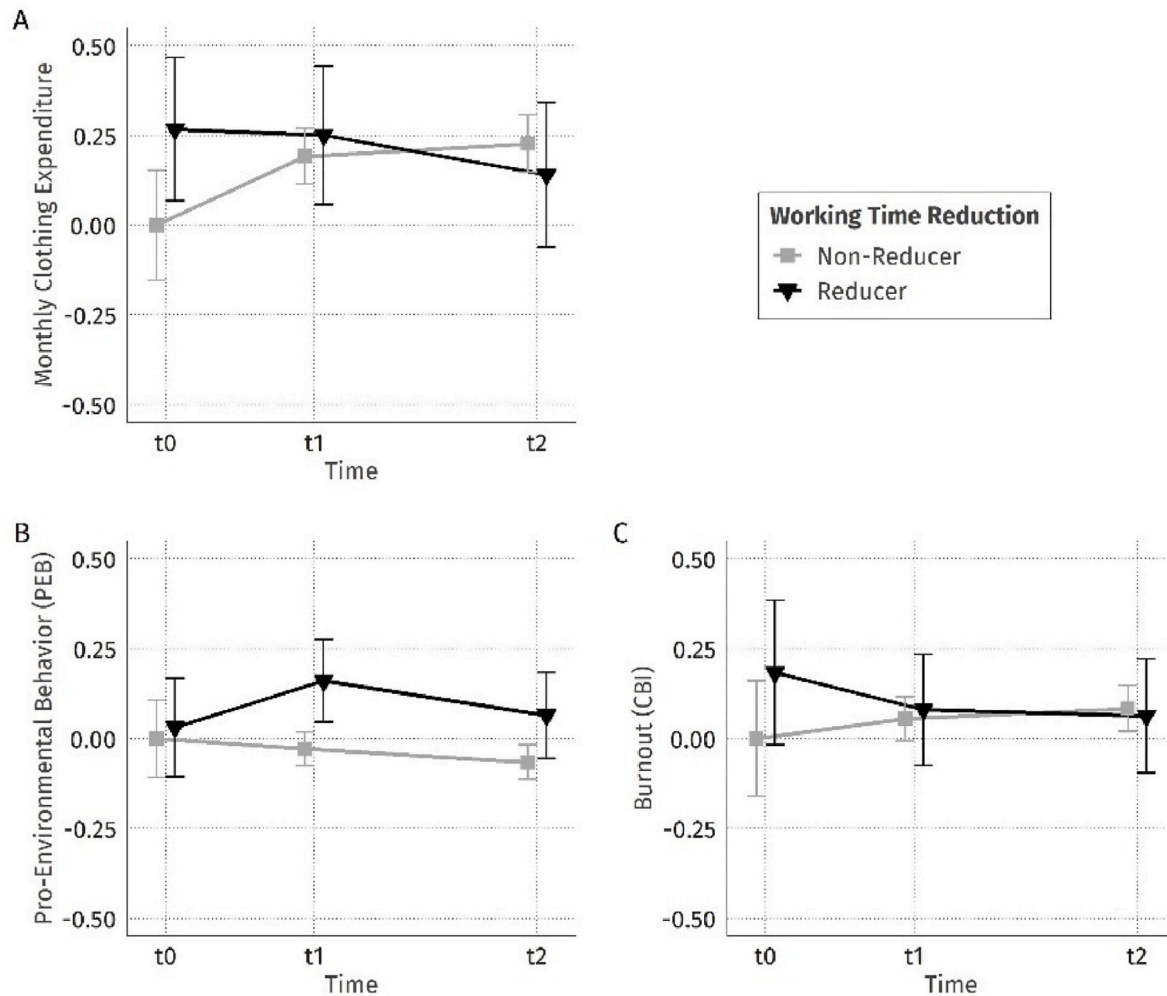 A
Monthly Clothing Expenditure
0.50
0.25
0.00
-0.25
-0.50
t0
t1
t2
Time
Working Time Reduction
Non-Reducer
Reducer
B
Pro-Environmental Behavior (PEB)
0.50
0.25
0.00
-0.25
-0.50
t0
t1
t2
Time
C
Burnout (CBI)
0.50
0.25
0.00
-0.25
-0.50
t0
t1
t2
Time